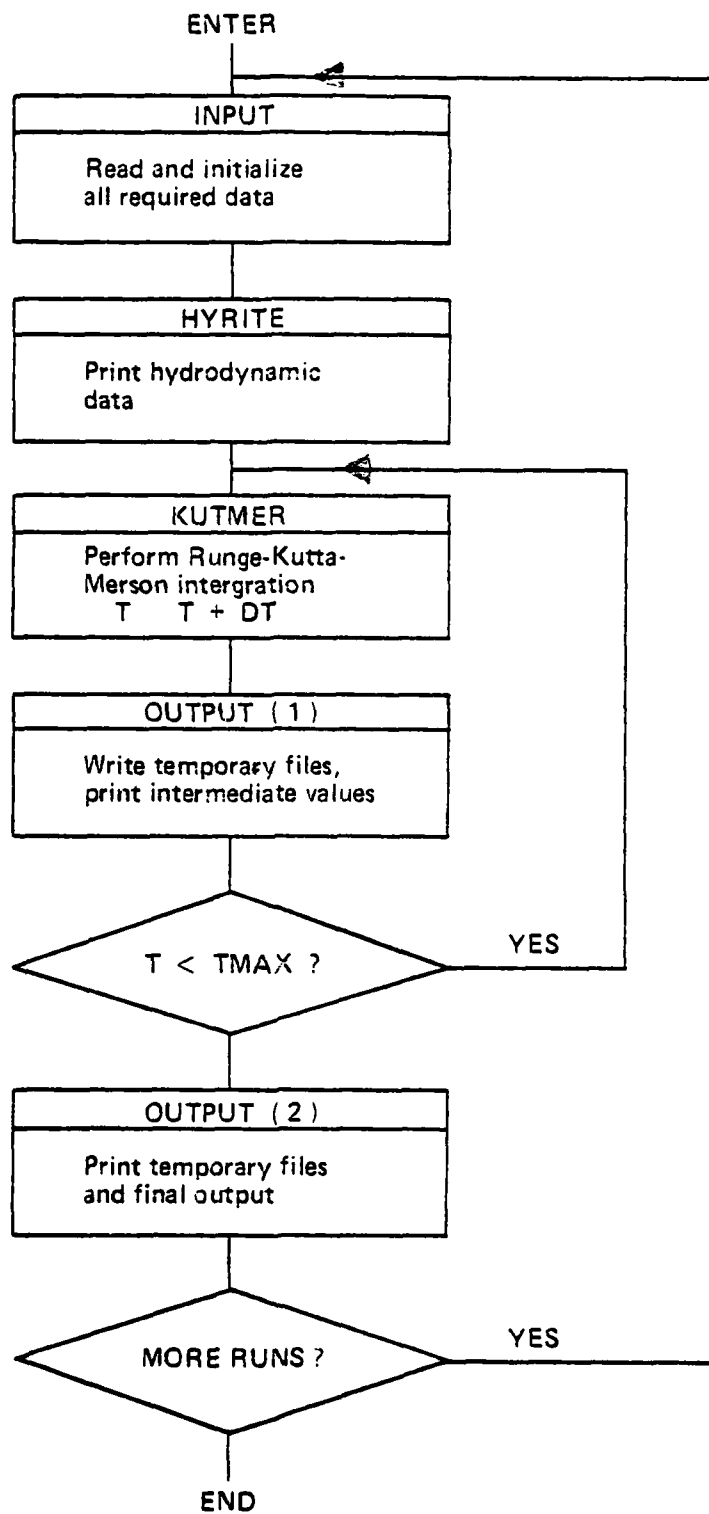 ENTER
INPUT
Read and initialize
all required data
HYRITE
Print hydrodynamic
data
KUTMER
Perform Runge-Kutta-
Merson intergration
T T + DT
OUTPUT (1)
Write temporary files,
print intermediate values
T < TMAX ?
YES
OUTPUT (2)
Print temporary files
and final output
MORE RUNS ?
YES
END